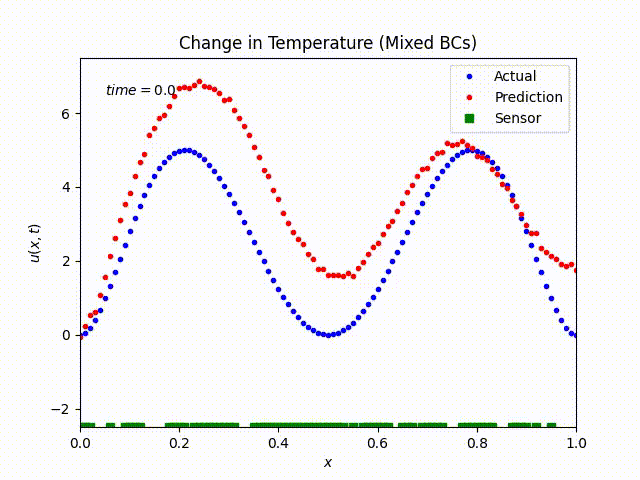 Change in Temperature (Mixed BCs)
time = 0.0
Actual
Prediction
Sensor
u(x, t)
6
4
2
0
−2
0.0 0.2 0.4 0.6 0.8 1.0
x